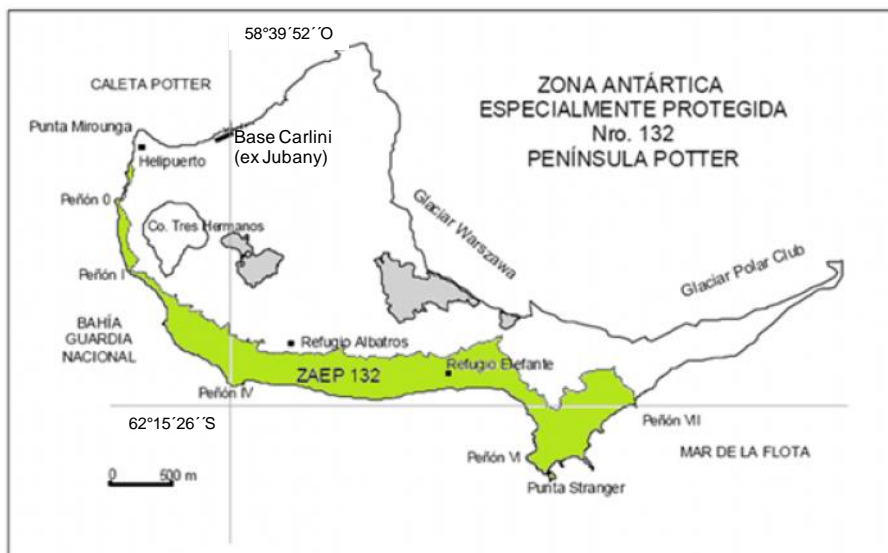 58°39´52´´O
CALETA POTTER
ZONA ANTÁRTICA
ESPECIALMENTE PROTEGIDA
Nro. 132
PENÍNSULA POTTER
Punta Mirounga
Base Carlini
(ex Jubany)
Helipuerto
Peñón 0
Co. Tres Hermanos
Glaciar Warszawa
Glaciar Polar Club
Peñón I
BAHÍA
GUARDIA
NACIONAL
Refugio Albatros
Refugio Elefante
ZAEP 132
Peñón IV
62°15´26´´S
Peñón VII
MAR DE LA FLOTA
Peñón VI
Punta Stranger
0 500 m